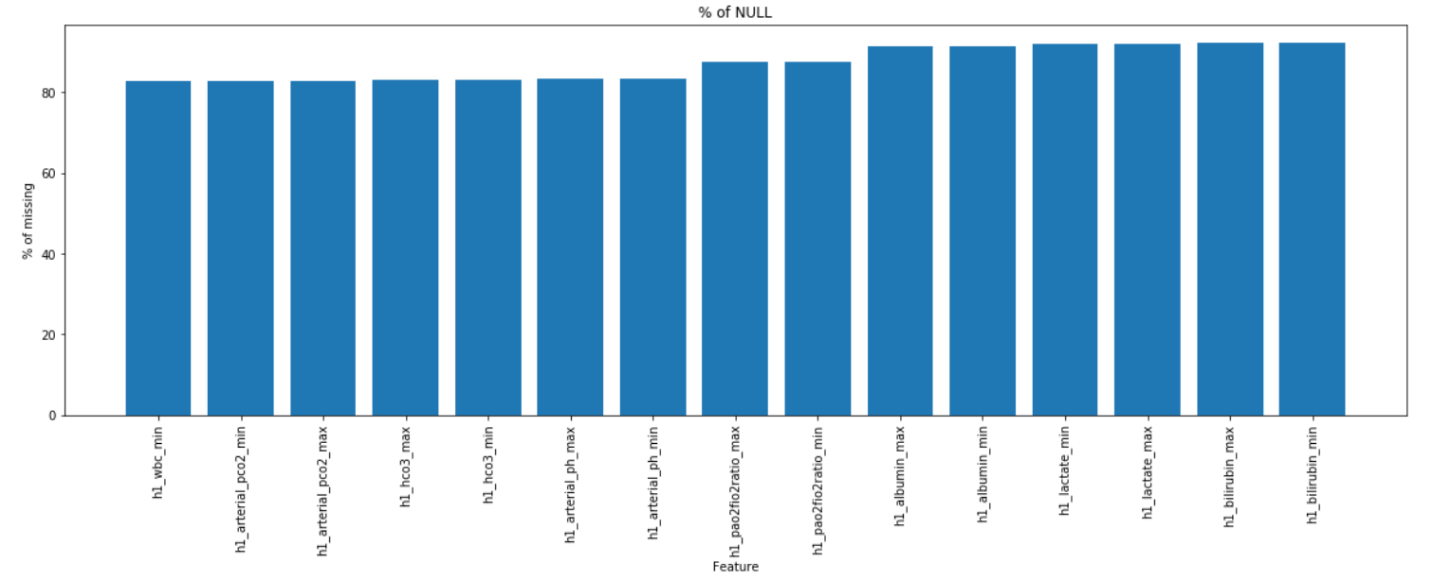 % of NULL
% of missing
80
60
40
20
0
h1_wbc_min
h1_arterial_pco2_min
h1_arterial_pco2_max
h1_hco3_max
h1_hco3_min
h1_arterial_ph_max
h1_arterial_ph_min
h1_pao2fio2ratio_max
h1_pao2fio2ratio_min
h1_albumin_max
h1_albumin_min
h1_lactate_min
h1_lactate_max
h1_bilirubin_max
h1_bilirubin_min
Feature